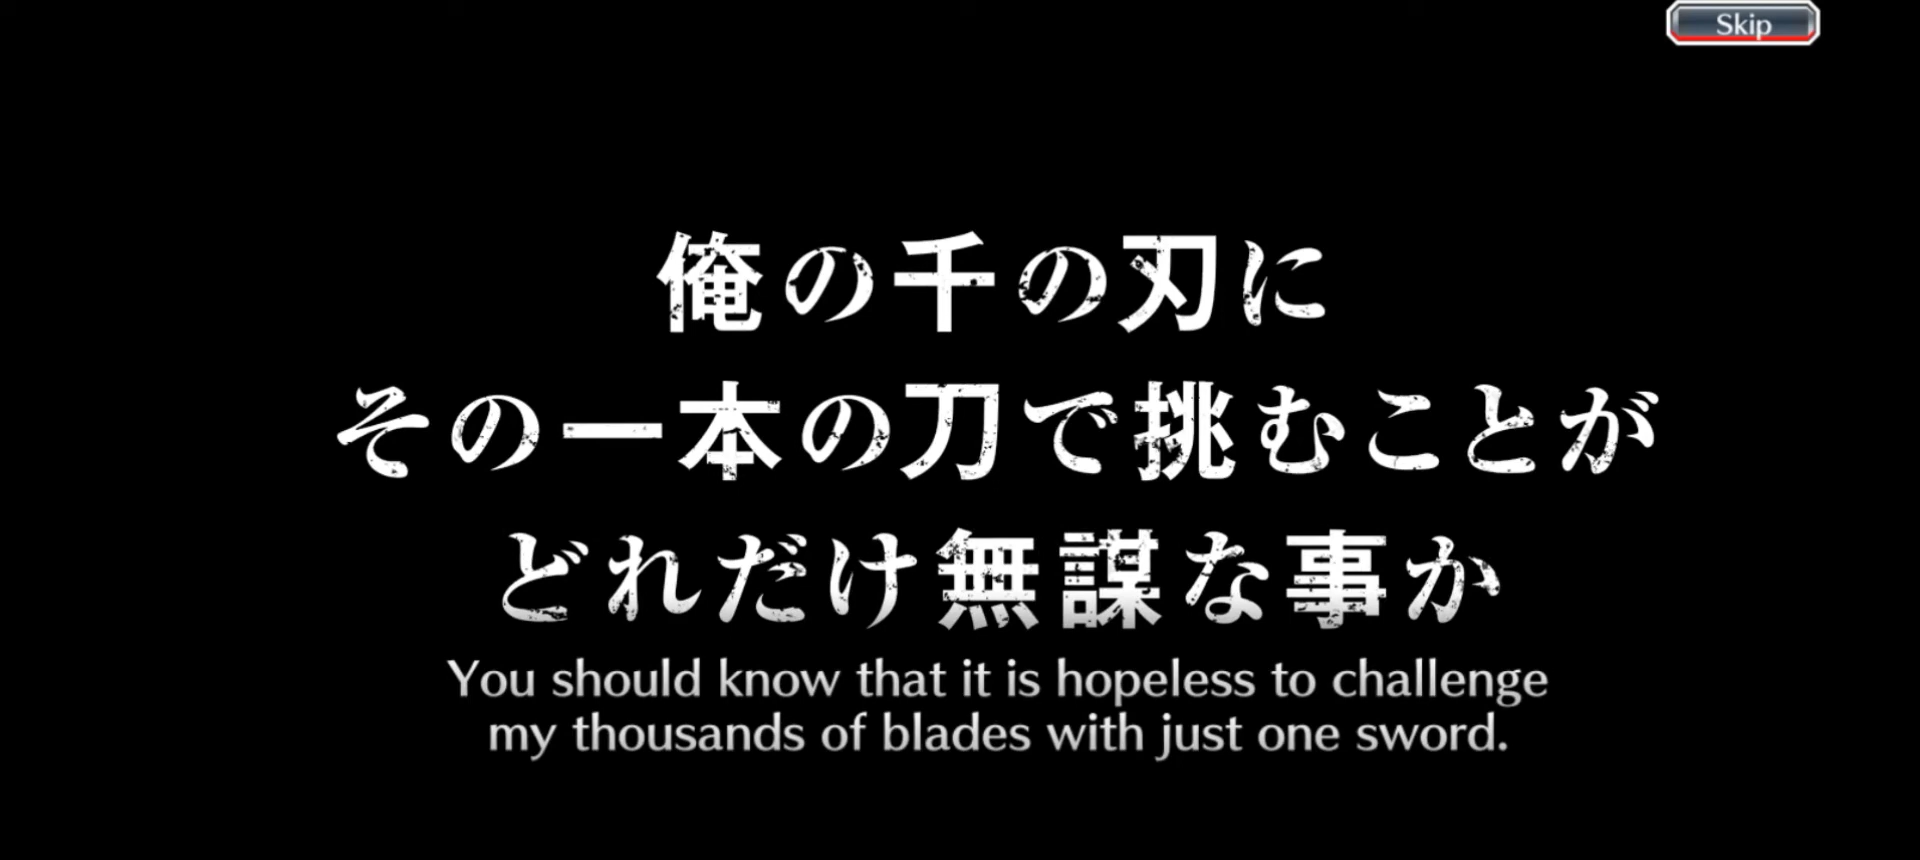 Skip
俺の千の刃に
その一本の刀で挑むことが
どれだけ無謀な事か
You should know that it is hopeless to challenge
my thousands of blades with just one sword.